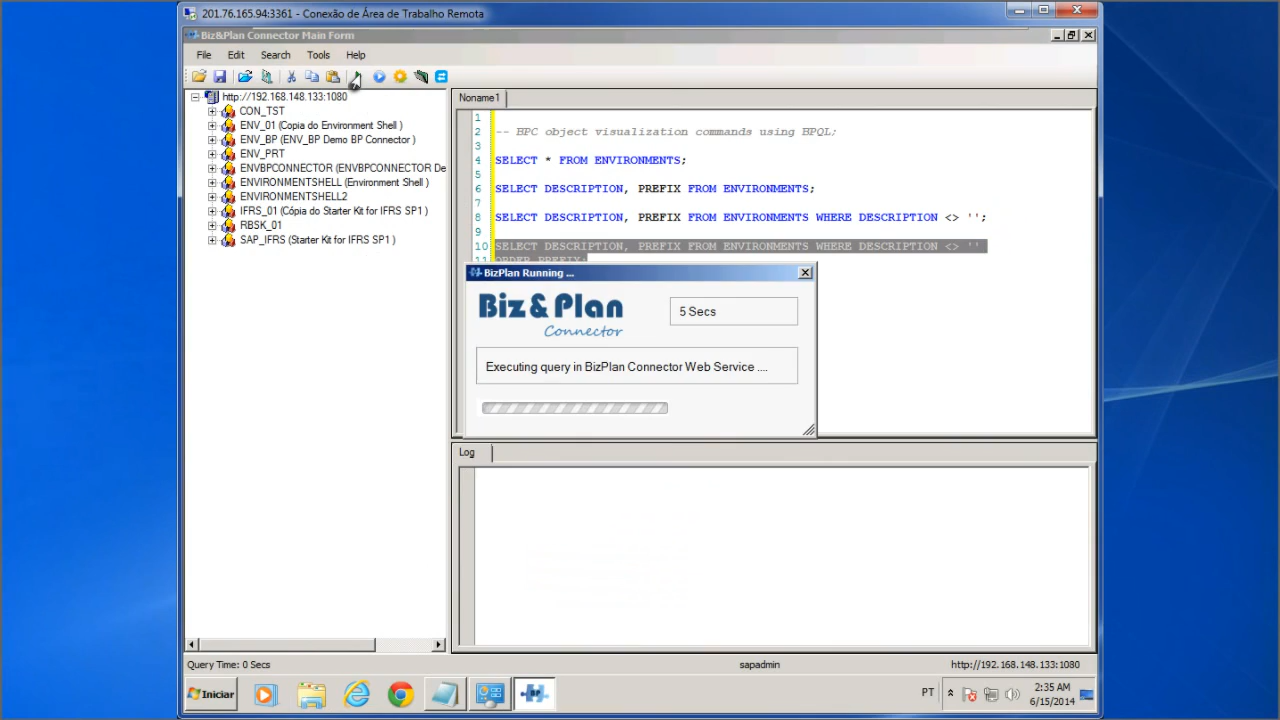 201.76.165.94:3361 - Conexão de Área de Trabalho Remota
Biz&Plan Connector Main Form
File Edit Search Tools Help
http://192.168.148.133:1080
CON_TST
ENV_01 (Copia do Environment Shell )
ENV_BP (ENV_BP Demo BP Connector )
ENV_PRT
ENVBPCONNECTOR (ENVBPCONNECTOR De
ENVIRONMENTSHELL (Environment Shell )
ENVIRONMENTSHELL2
IFRS_01 (Cópia do Starter Kit for IFRS SP1 )
RBSK_01
SAP_IFRS (Starter Kit for IFRS SP1 )
Noname1
1
2 -- BPC object visualization commands using BPQL;
3
4 SELECT * FROM ENVIRONMENTS;
5
6 SELECT DESCRIPTION, PREFIX FROM ENVIRONMENTS;
7
8 SELECT DESCRIPTION, PREFIX FROM ENVIRONMENTS WHERE DESCRIPTION <> '';
9
10 SELECT DESCRIPTION, PREFIX FROM ENVIRONMENTS WHERE DESCRIPTION <> ''
11 ORDER PREFIX;
BizPlan Running ...
Biz&Plan
Connector
5 Secs
Executing query in BizPlan Connector Web Service ....
Log
Query Time: 0 Secs
sapadmin
http://192.168.148.133:1080
Iniciar
BP
PT
2:35 AM
6/15/2014